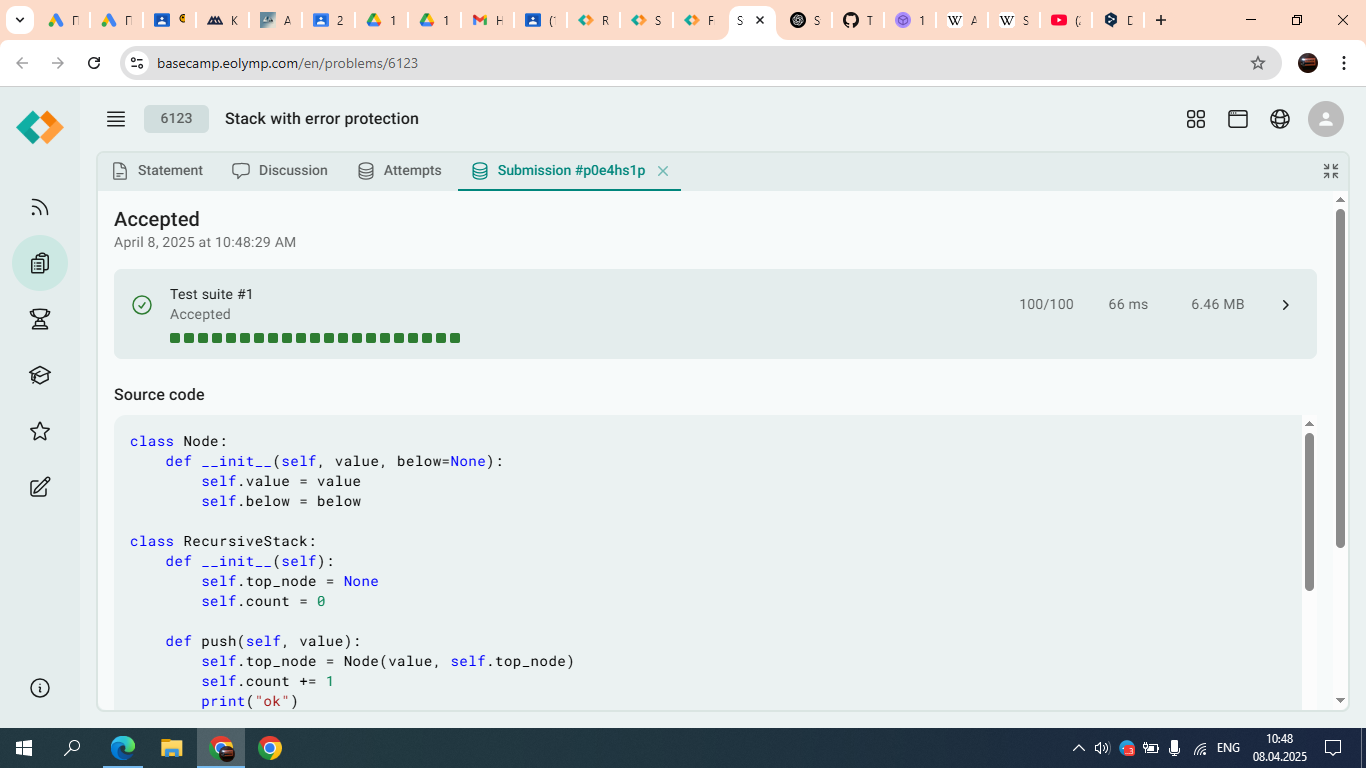 basecamp.eolymp.com/en/problems/6123
6123 Stack with error protection
Statement Discussion Attempts Submission #p0e4hs1p
Accepted
April 8, 2025 at 10:48:29 AM
Test suite #1
Accepted
100/100 66 ms 6.46 MB
Source code
class Node:
    def __init__(self, value, below=None):
        self.value = value
        self.below = below
class RecursiveStack:
    def __init__(self):
        self.top_node = None
        self.count = 0
    def push(self, value):
        self.top_node = Node(value, self.top_node)
        self.count += 1
        print("ok")
ENG
10:48
08.04.2025